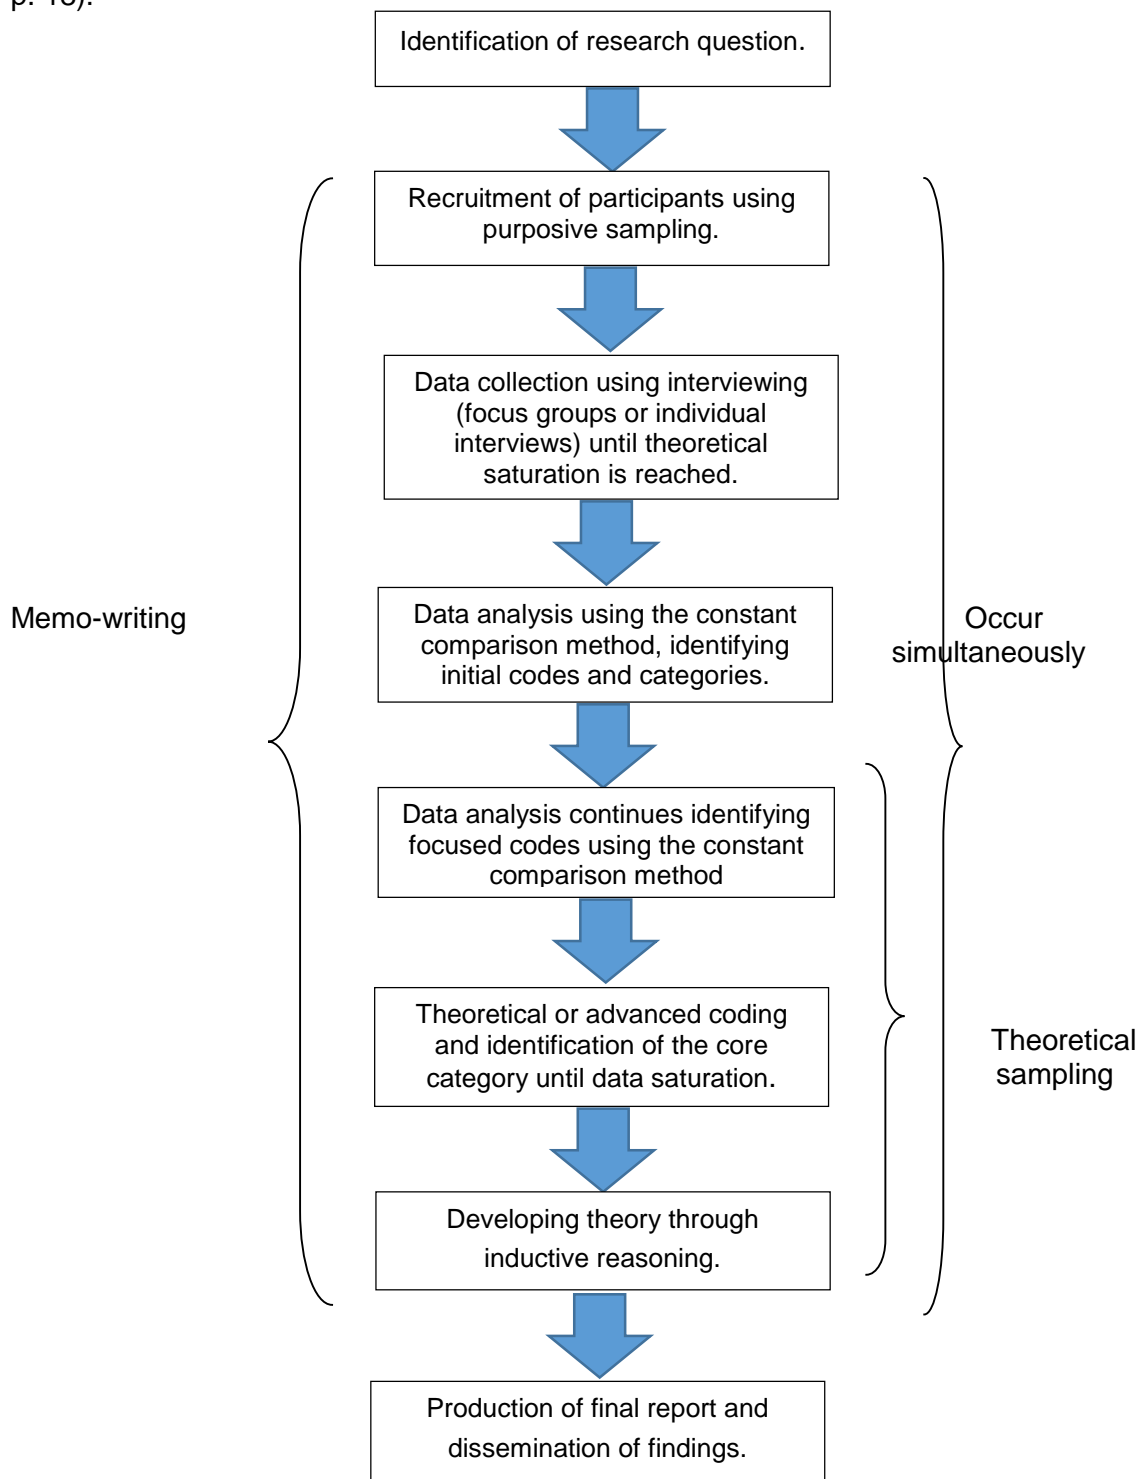 Identification of research question.
Recruitment of participants using
purposive sampling.
Data collection using interviewing
(focus groups or individual
interviews) until theoretical
saturation is reached.
Memo-writing
Data analysis using the constant
comparison method, identifying
initial codes and categories.
Occur
simultaneously
Data analysis continues identifying
focused codes using the constant
comparison method
Theoretical or advanced coding
and identification of the core
category until data saturation.
Theoretical
sampling
Developing theory through
inductive reasoning.
Production of final report and
dissemination of findings.